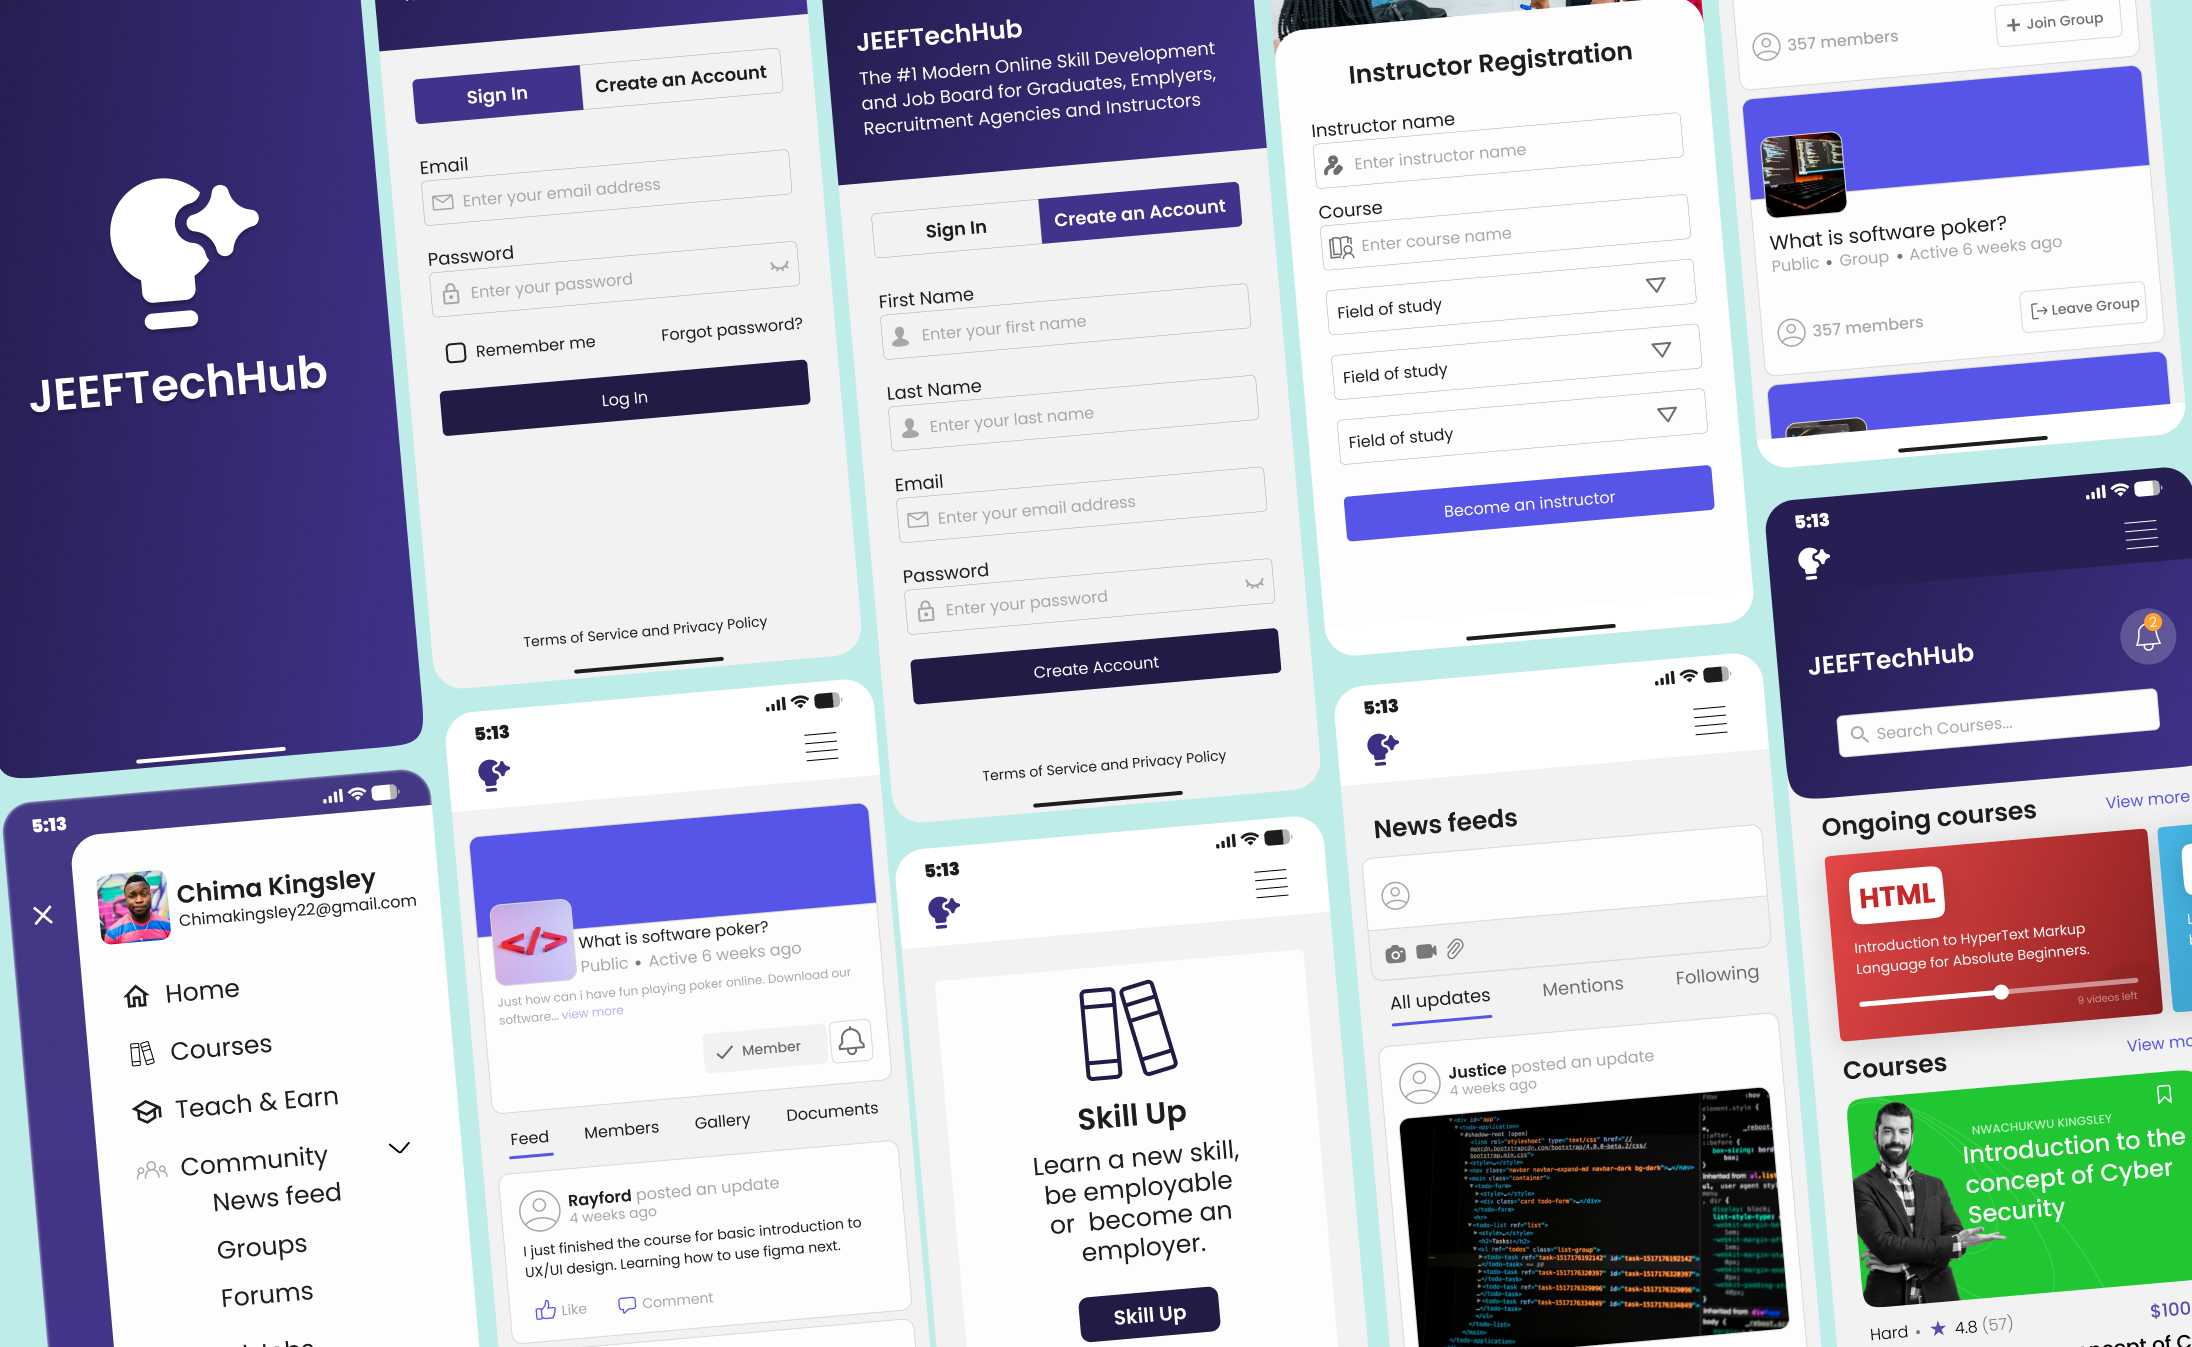 JEEFTechHub
5:13
Chima Kingsley
Chimakingsley22@gmail.com
Home
Courses
Teach & Earn
Community
News feed
Groups
Forums
Sign In
Create an Account
Email
Enter your email address
Password
Enter your password
Remember me
Forgot password?
Log In
Terms of Service and Privacy Policy
5:13
What is software poker?
Public • Active 6 weeks ago
Just how can i have fun playing poker online. Download our
software... view more
Member
Feed
Members
Gallery
Documents
Rayford posted an update
4 weeks ago
I just finished the course for basic introduction to
UX/UI design. Learning how to use figma next.
Like
Comment
JEEFTechHub
The #1 Modern Online Skill Development
and Job Board for Graduates, Emplyers,
Recruitment Agencies and Instructors
Sign In
Create an Account
First Name
Enter your first name
Last Name
Enter your last name
Email
Enter your email address
Password
Enter your password
Create Account
Terms of Service and Privacy Policy
5:13
Skill Up
Learn a new skill,
be employable
or become an
employer.
Skill Up
Instructor Registration
Instructor name
Enter instructor name
Course
Enter course name
Field of study
Field of study
Field of study
Become an instructor
5:13
News feeds
All updates
Mentions
Following
Justice posted an update
4 weeks ago
357 members
Join Group
What is software poker?
Public • Group • Active 6 weeks ago
357 members
Leave Group
5:13
JEEFTechHub
2
Search Courses...
Ongoing courses
View more
HTML
Introduction to HyperText Markup
Language for Absolute Beginners.
9 videos left
Courses
View mo
NWACHUKWU KINGSLEY
Introduction to the
concept of Cyber
Security
$100
Hard • 4.8 (57)